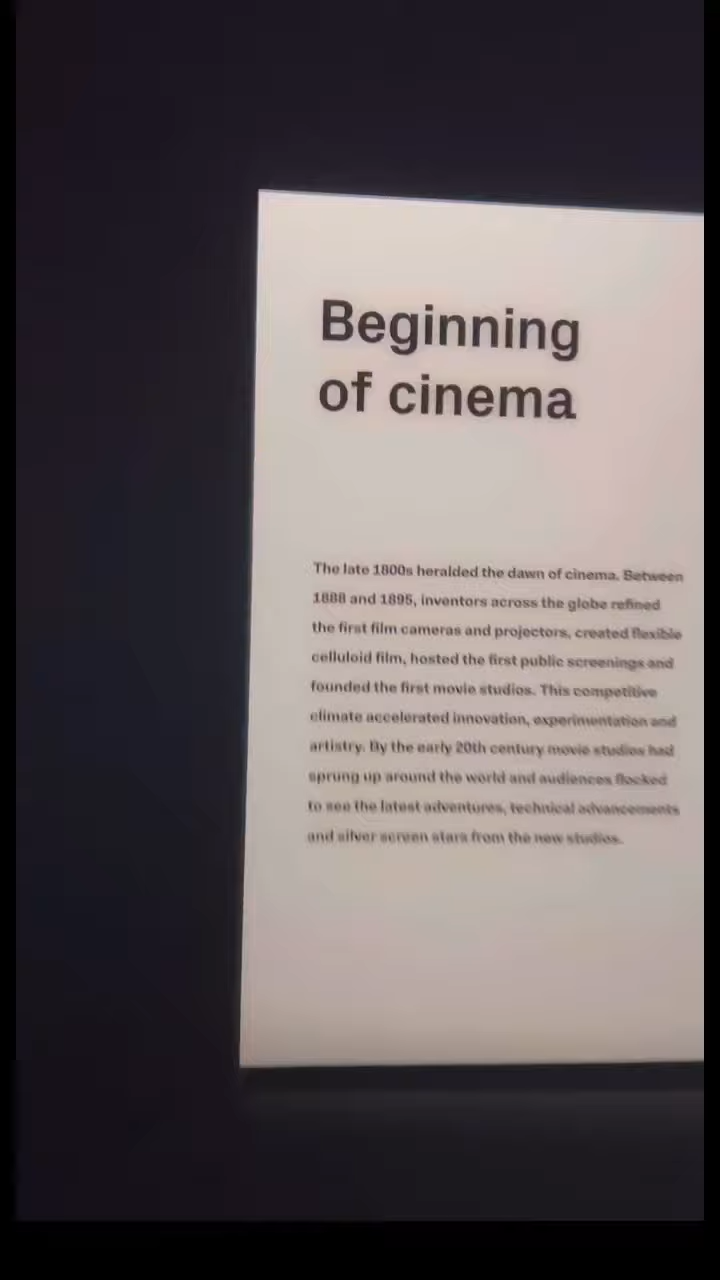 Beginning
of cinema
The late 1800s heralded the dawn of cinema. Between
1888 and 1895, inventors across the globe refined
the first film cameras and projectors, created flexible
celluloid film, hosted the first public screenings and
founded the first movie studios. This competitive
climate accelerated innovation, experimentation and
artistry. By the early 20th century movie studios had
sprung up around the world and audiences flocked
to see the latest adventures, technical advancements
and silver screen stars from the new studios.